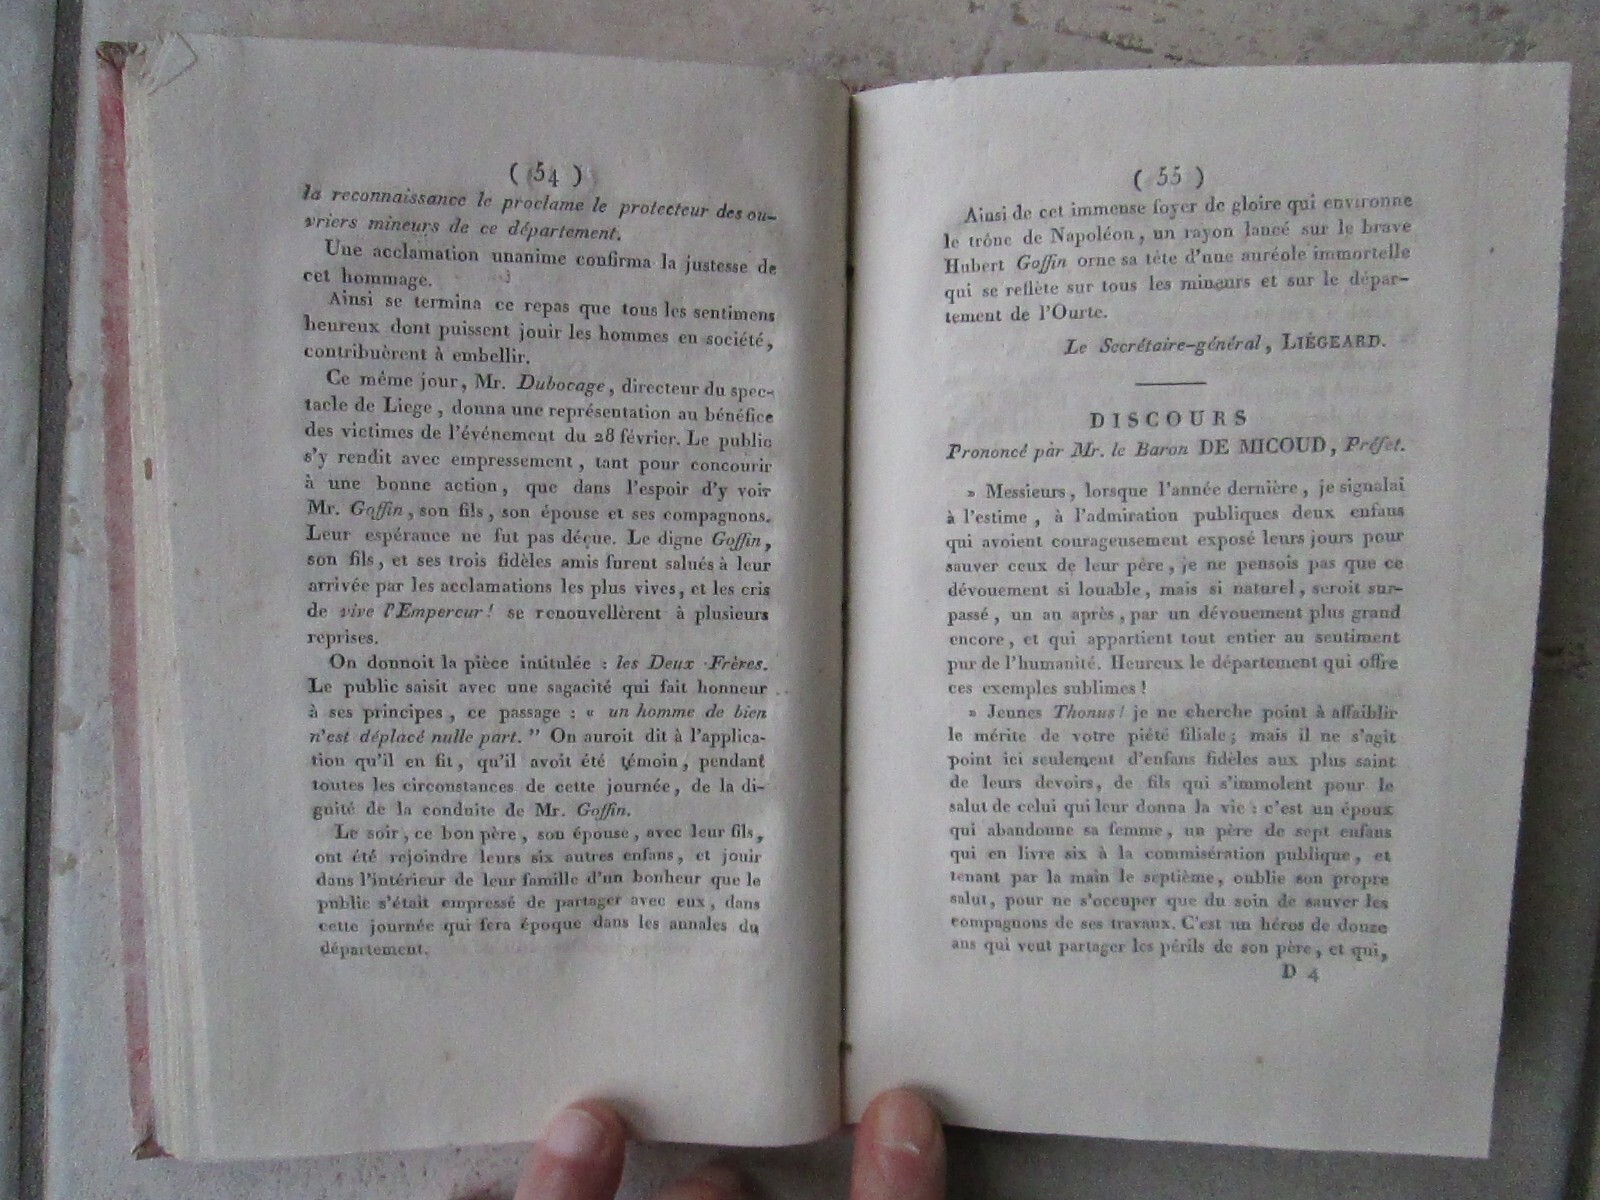 ( 54 )
la reconnaissance le proclame le protecteur des ou-
vriers mineurs de ce département.
Une acclamation unanime confirma la justesse de
cet hommage.
Ainsi se termina ce repas que tous les sentimens
heureux dont puissent jouir les hommes en société,
contribuèrent à embellir.
Ce même jour, Mr. Dubocage, directeur du spec-
tacle de Liege, donna une représentation au bénéfice
des victimes de l'événement du 28 février. Le public
s'y rendit avec empressement, tant pour concourir
à une bonne action, que dans l'espoir d'y voir
Mr. Goffin, son fils, son épouse et ses compagnons.
Leur espérance ne fut pas déçue. Le digne Goffin,
son fils, et ses trois fidèles amis furent salués à leur
arrivée par les acclamations les plus vives, et les cris
de vive l'Empereur! se renouvellèrent à plusieurs
reprises.
On donnoit la pièce intitulée : les Deux Frères.
Le public saisit avec une sagacité qui fait honneur
à ses principes, ce passage : « un homme de bien
n'est déplacé nulle part. " On auroit dit à l'applica-
tion qu'il en fit, qu'il avoit été témoin, pendant
toutes les circonstances de cette journée, de la di-
gnité de la conduite de Mr. Goffin.
Le soir, ce bon père, son épouse, avec leur fils,
ont été rejoindre leurs six autres enfans, et jouir
dans l'intérieur de leur famille d'un bonheur que le
public s'était empressé de partager avec eux, dans
cette journée qui fera époque dans les annales du
département.
( 55 )
Ainsi de cet immense foyer de gloire qui environne
le trône de Napoléon, un rayon lancé sur le brave
Hubert Goffin orne sa tête d'une auréole immortelle
qui se reflète sur tous les mineurs et sur le dépar-
tement de l'Ourte.
Le Secrétaire-général, LIÉGEARD.
DISCOURS
Prononcé par Mr. le Baron DE MICOUD, Préfet.
» Messieurs, lorsque l'année dernière, je signalai
à l'estime, à l'admiration publiques deux enfans
qui avoient courageusement exposé leurs jours pour
sauver ceux de leur père, je ne pensois pas que ce
dévouement si louable, mais si naturel, seroit sur-
passé, un an après, par un dévouement plus grand
encore, et qui appartient tout entier au sentiment
pur de l'humanité. Heureux le département qui offre
ces exemples sublimes!
» Jeunes Thonus! je ne cherche point à affaiblir
le mérite de votre piété filiale; mais il ne s'agit
point ici seulement d'enfans fidèles aux plus saint
de leurs devoirs, de fils qui s'immolent pour le
salut de celui qui leur donna la vie : c'est un époux
qui abandonne sa femme, un père de sept enfans
qui en livre six à la commisération publique, et
tenant par la main le septième, oublie son propre
salut, pour ne s'occuper que du soin de sauver les
compagnons de ses travaux. C'est un héros de douze
ans qui veut partager les périls de son père, et qui,
D 4